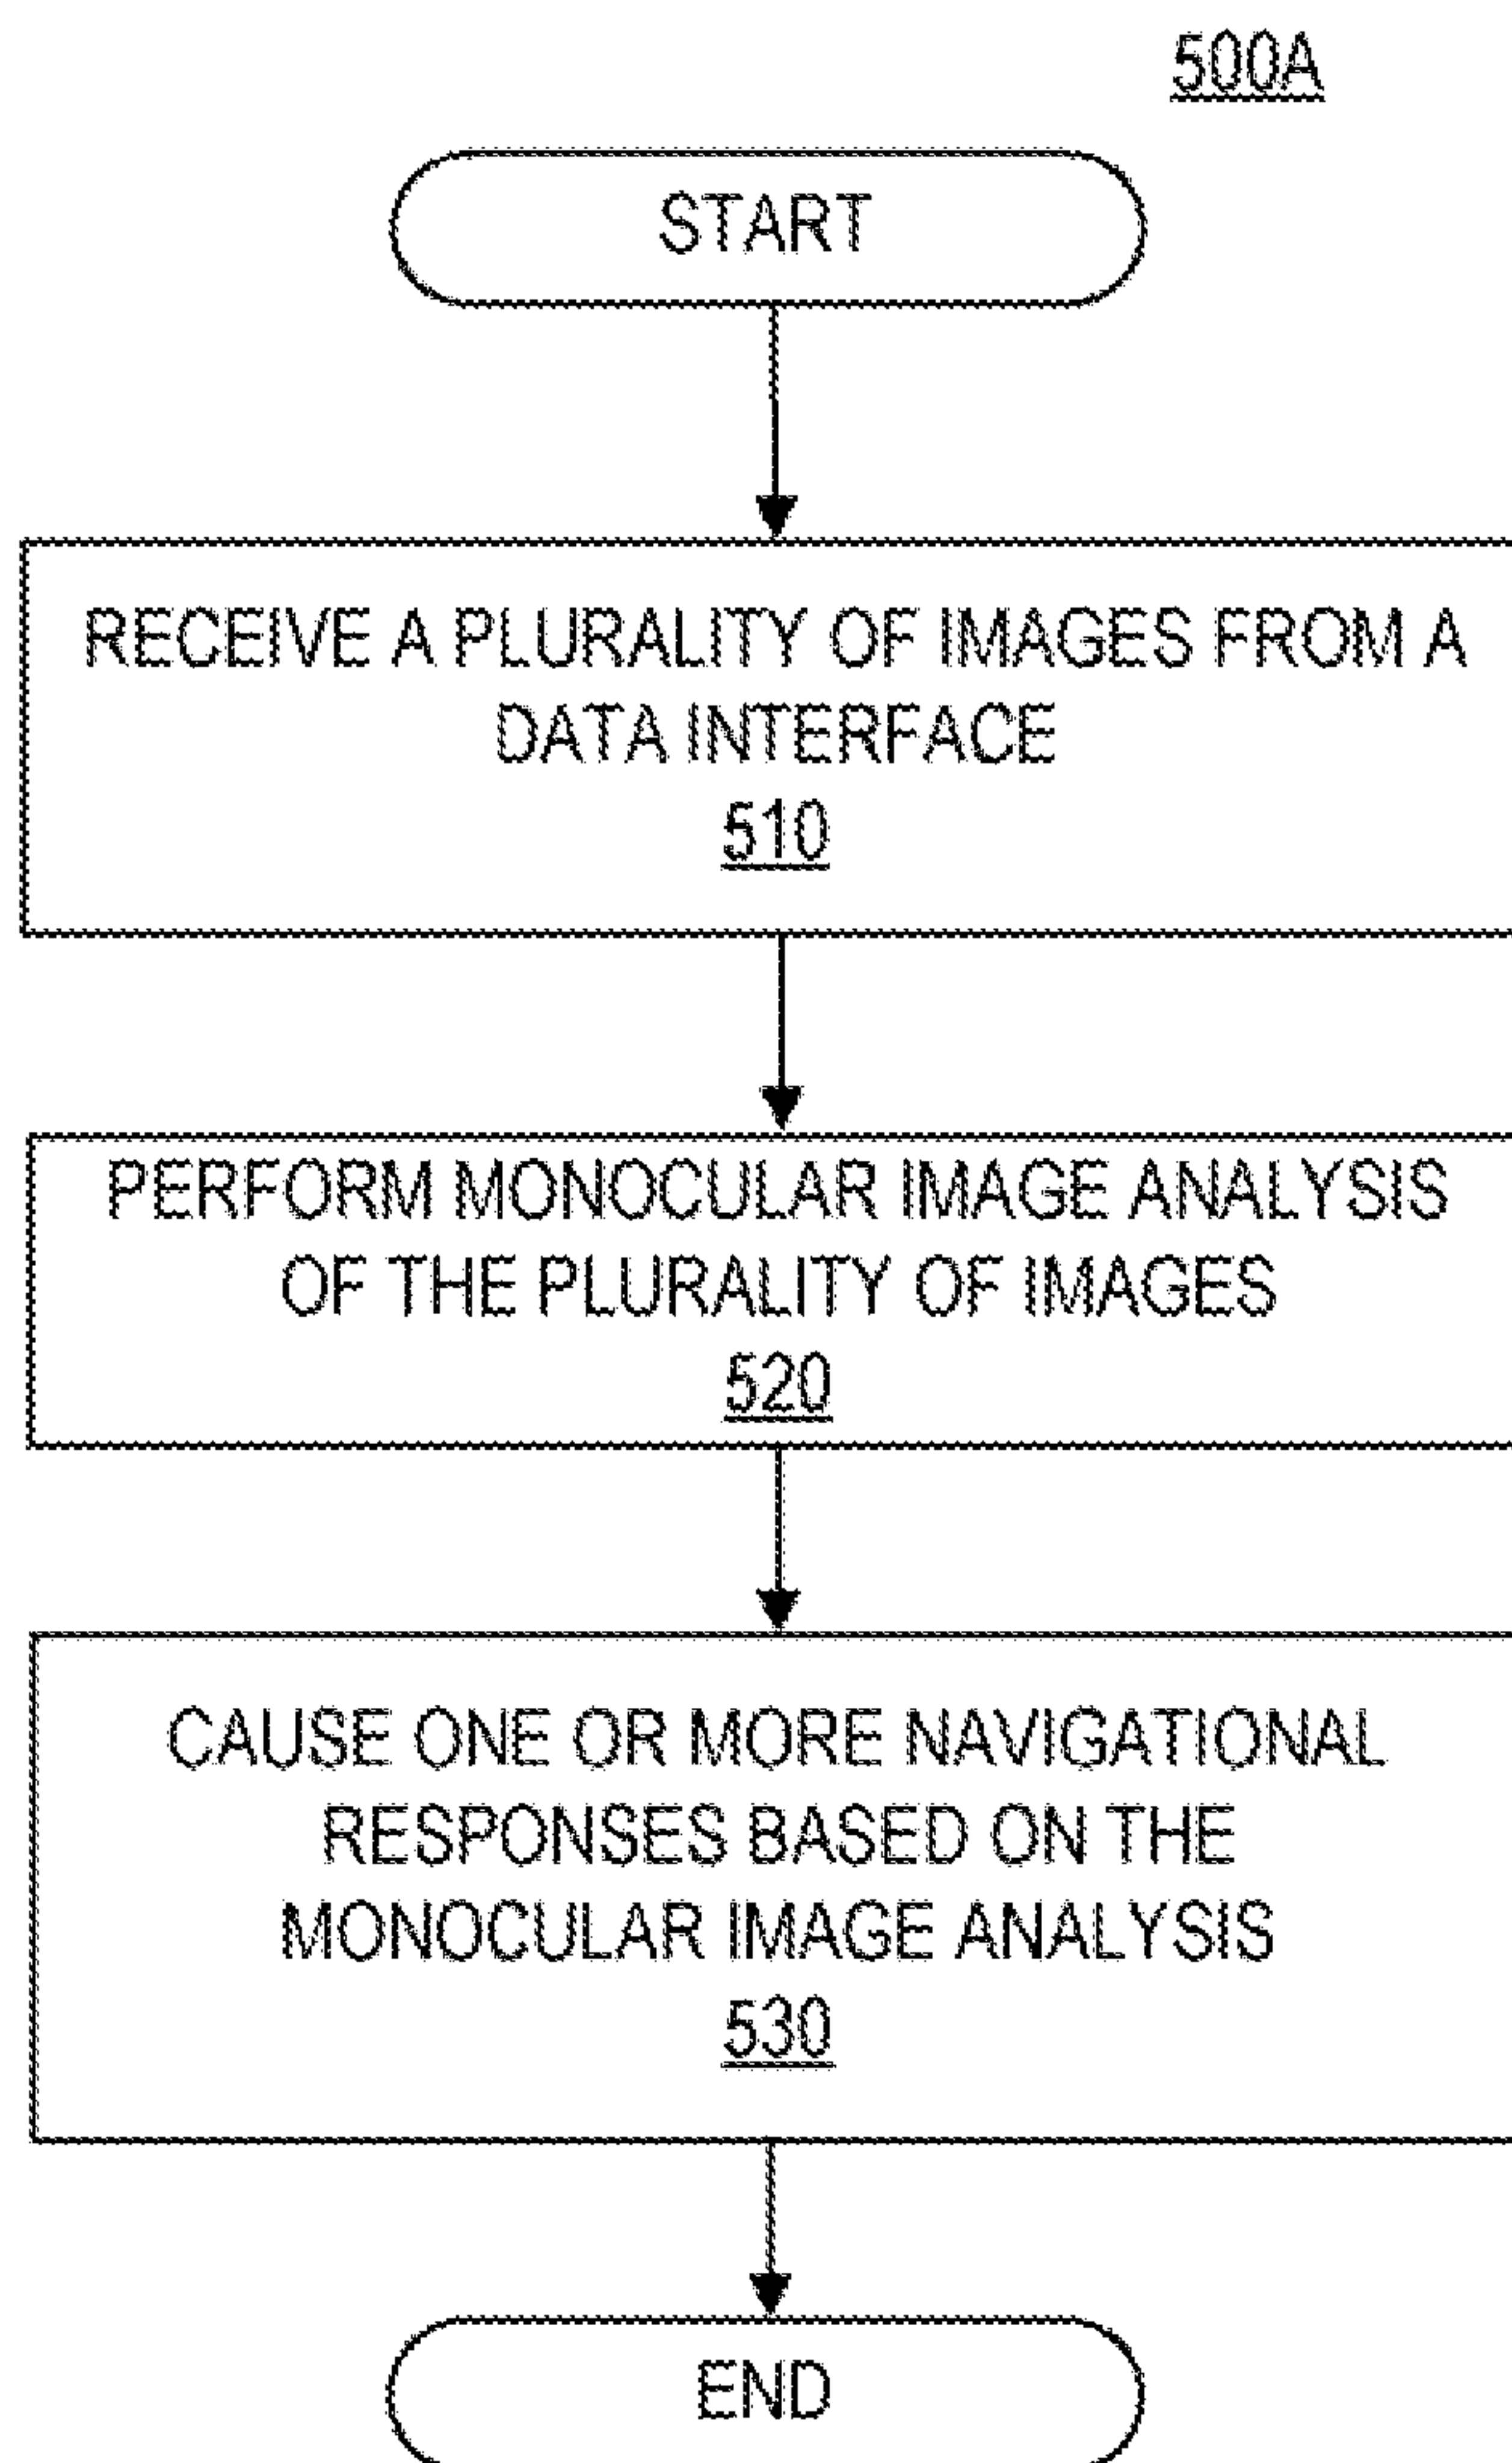 500A
START
RECEIVE A PLURALITY OF IMAGES FROM A
DATA INTERFACE
510
PERFORM MONOCULAR IMAGE ANALYSIS
OF THE PLURALITY OF IMAGES
520
CAUSE ONE OR MORE NAVIGATIONAL
RESPONSES BASED ON THE
MONOCULAR IMAGE ANALYSIS
530
END